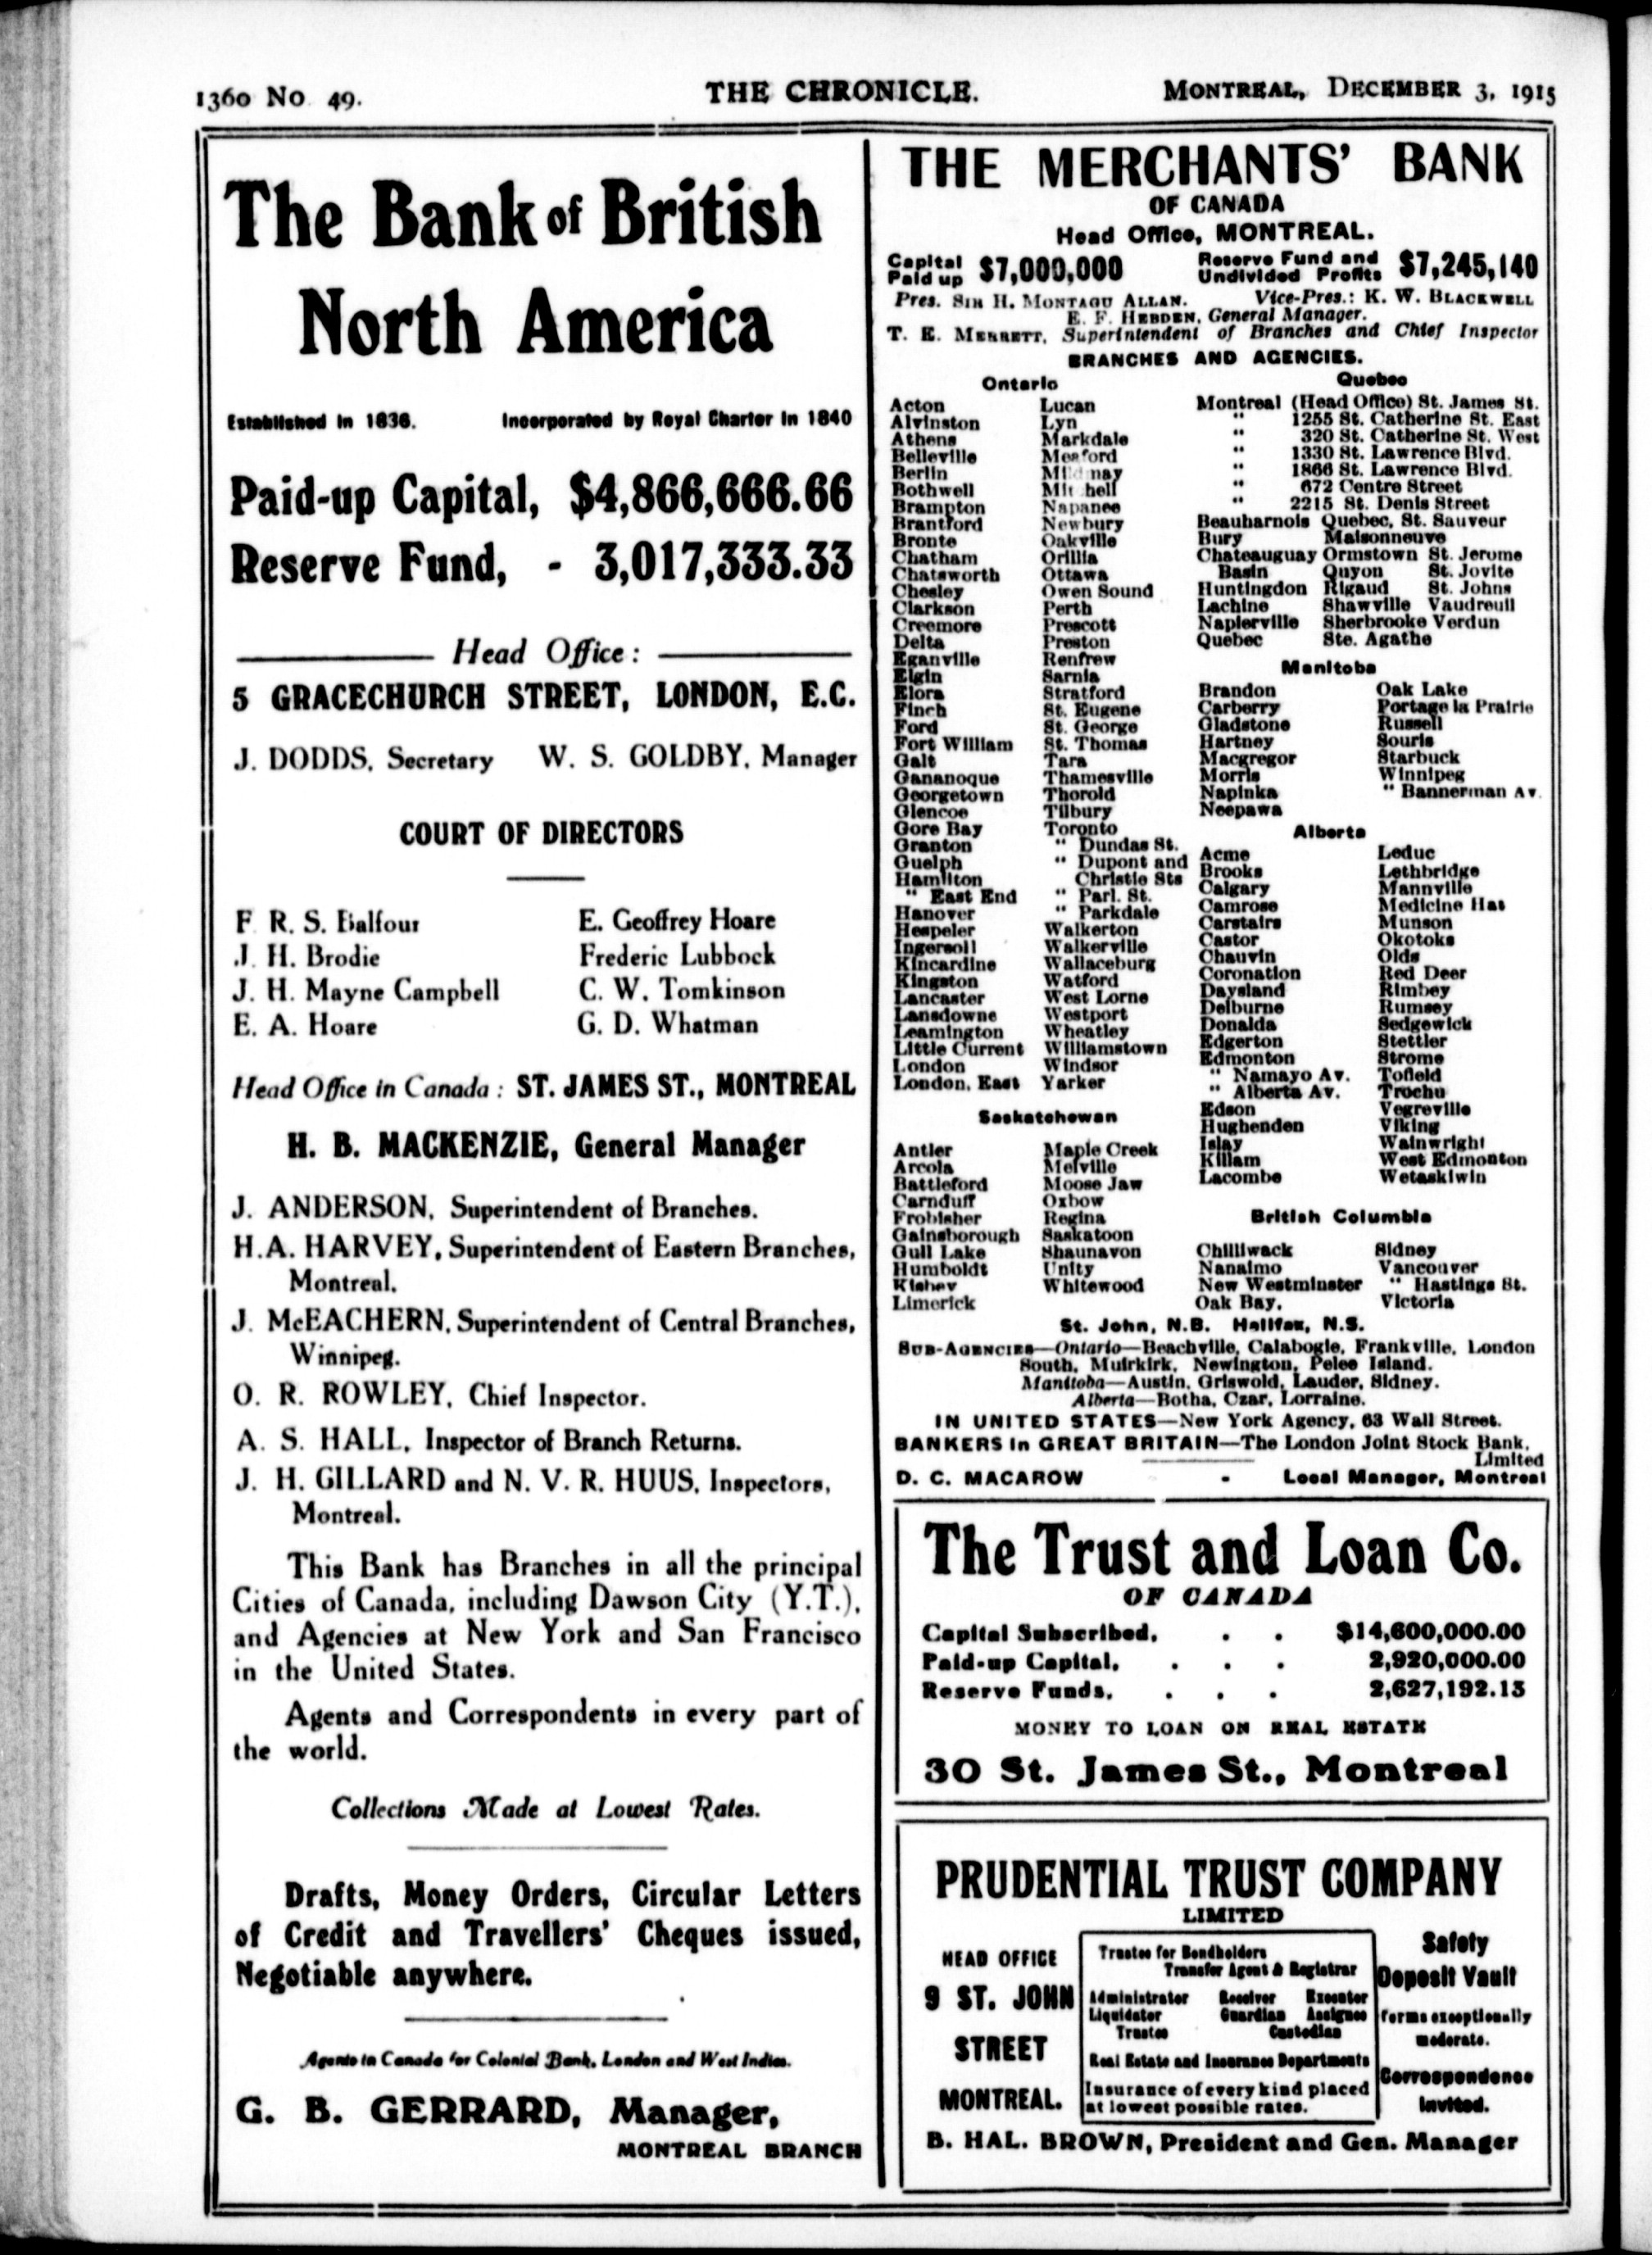 1360 No 49.
THE CHRONICLE.
MONTREAL, DECEMBER 3, 1915
The Bank of British
North America
Established in 1836. Incorporated by Royal Charter in 1840
Paid-up Capital, $4,866,666.66
Reserve Fund, - 3,017,333.33
Head Office:
5 GRACECHURCH STREET, LONDON, E.C.
J. DODDS, Secretary W. S. GOLDBY, Manager
COURT OF DIRECTORS
F R. S. Balfour E. Geoffrey Hoare
J. H. Brodie Frederic Lubbock
J. H. Mayne Campbell C. W. Tomkinson
E. A. Hoare G. D. Whatman
Head Office in Canada: ST. JAMES ST., MONTREAL
H. B. MACKENZIE, General Manager
J. ANDERSON, Superintendent of Branches.
H.A. HARVEY, Superintendent of Eastern Branches,
Montreal.
J. McEACHERN, Superintendent of Central Branches,
Winnipeg.
O. R. ROWLEY, Chief Inspector.
A. S. HALL, Inspector of Branch Returns.
J. H. GILLARD and N. V. R. HUUS, Inspectors,
Montreal.
This Bank has Branches in all the principal
Cities of Canada, including Dawson City (Y.T.),
and Agencies at New York and San Francisco
in the United States.
Agents and Correspondents in every part of
the world.
Collections Made at Lowest Rates.
Drafts, Money Orders, Circular Letters
of Credit and Travellers' Cheques issued,
Negotiable anywhere.
Agents in Canada for Colonial Bank, London and West Indies.
G. B. GERRARD, Manager,
MONTREAL BRANCH
THE MERCHANTS' BANK
OF CANADA
Head Office, MONTREAL.
Capital Paid up $7,000,000 Reserve Fund and Undivided Profits $7,245,140
Pres. SIR H. MONTAGU ALLAN. Vice-Pres.: K. W. BLACKWELL
E. F. HEBDEN, General Manager.
T. E. MERRETT, Superintendent of Branches and Chief Inspector
BRANCHES AND AGENCIES.
Ontario
Acton Lucan
Alvinston Lyn
Athens Markdale
Belleville Meaford
Berlin Mildmay
Bothwell Mitchell
Brampton Napanee
Brantford Newbury
Bronte Oakville
Chatham Orillia
Chatsworth Ottawa
Chesley Owen Sound
Clarkson Perth
Creemore Prescott
Delta Preston
Eganville Renfrew
Elgin Sarnia
Elora Stratford
Finch St. Eugene
Ford St. George
Fort William St. Thomas
Galt Tara
Gananoque Thamesville
Georgetown Thorold
Glencoe Tilbury
Gore Bay Toronto
Granton " Dundas St.
Guelph " Dupont and
Hamilton Christie Sts
" East End " Parl. St.
Hanover " Parkdale
Hespeler Walkerton
Ingersoll Walkerville
Kincardine Wallaceburg
Kingston Watford
Lancaster West Lorne
Lansdowne Westport
Leamington Wheatley
Little Current Williamstown
London Windsor
London, East Yarker
Saskatchewan
Antler Maple Creek
Arcola Melville
Battleford Moose Jaw
Carnduff Oxbow
Frobisher Regina
Gainsborough Saskatoon
Gull Lake Shaunavon
Humboldt Unity
Kisbey Whitewood
Limerick
Quebec
Montreal (Head Office) St. James St.
" 1255 St. Catherine St. East
" 320 St. Catherine St. West
" 1330 St. Lawrence Blvd.
" 1866 St. Lawrence Blvd.
" 672 Centre Street
" 2215 St. Denis Street
Beauharnois Quebec, St. Sauveur
Bury Maisonneuve
Chateauguay Ormstown St. Jerome
Basin Quyon St. Jovite
Huntingdon Rigaud St. Johns
Lachine Shawville Vaudreuil
Napierville Sherbrooke Verdun
Quebec Ste. Agathe
Manitoba
Brandon Oak Lake
Carberry Portage la Prairie
Gladstone Russell
Hartney Souris
Macgregor Starbuck
Morris Winnipeg
Napinka " Bannerman Av.
Neepawa
Alberta
Acme Leduc
Brooks Lethbridge
Calgary Mannville
Camrose Medicine Hat
Carstairs Munson
Castor Okotoks
Chauvin Olds
Coronation Red Deer
Daysland Rimbey
Delburne Rumsey
Donalda Sedgewick
Edgerton Stettler
Edmonton Strome
" Namayo Av. Tofield
" Alberta Av. Trochu
Edson Vegreville
Hughenden Viking
Islay Wainwright
Killam West Edmonton
Lacombe Wetaskiwin
British Columbia
Chilliwack Sidney
Nanaimo Vancouver
New Westminster " Hastings St.
Oak Bay, Victoria
St. John, N.B. Halifax, N.S.
SUB-AGENCIES—Ontario—Beachville, Calabogie, Frankville, London
South, Muirkirk, Newington, Pelee Island.
Manitoba—Austin, Griswold, Lauder, Sidney.
Alberta—Botha, Czar, Lorraine.
IN UNITED STATES—New York Agency, 63 Wall Street.
BANKERS in GREAT BRITAIN—The London Joint Stock Bank,
Limited
D. C. MACAROW - Local Manager, Montreal
The Trust and Loan Co.
OF CANADA
Capital Subscribed, . . $14,600,000.00
Paid-up Capital, . . . 2,920,000.00
Reserve Funds, . . . 2,627,192.13
MONEY TO LOAN ON REAL ESTATE
30 St. James St., Montreal
PRUDENTIAL TRUST COMPANY
LIMITED
HEAD OFFICE
9 ST. JOHN
STREET
MONTREAL.
Trustee for Bondholders
Transfer Agent & Registrar
Administrator Receiver Executor
Liquidator Guardian Assignee
Trustee Custodian
Real Estate and Insurance Departments
Insurance of every kind placed
at lowest possible rates.
Safety
Deposit Vault
Terms exceptionally
moderate.
Correspondence
invited.
B. HAL. BROWN, President and Gen. Manager